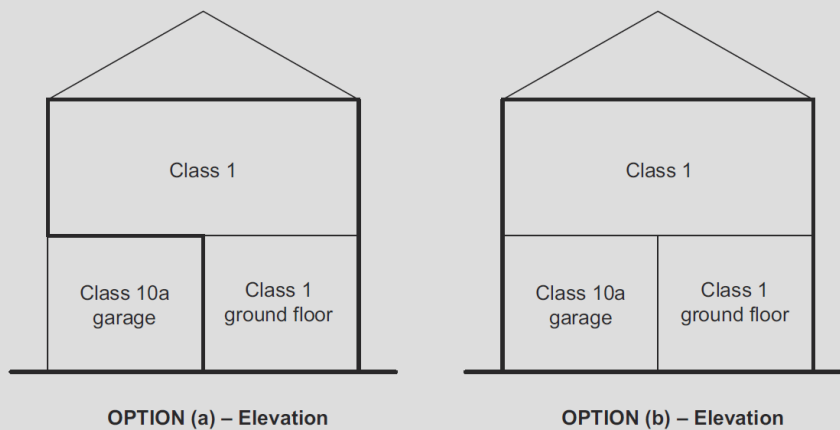 Class 1
Class 10a
garage
Class 1
ground floor
OPTION (a) – Elevation
Class 1
Class 10a
garage
Class 1
ground floor
OPTION (b) – Elevation